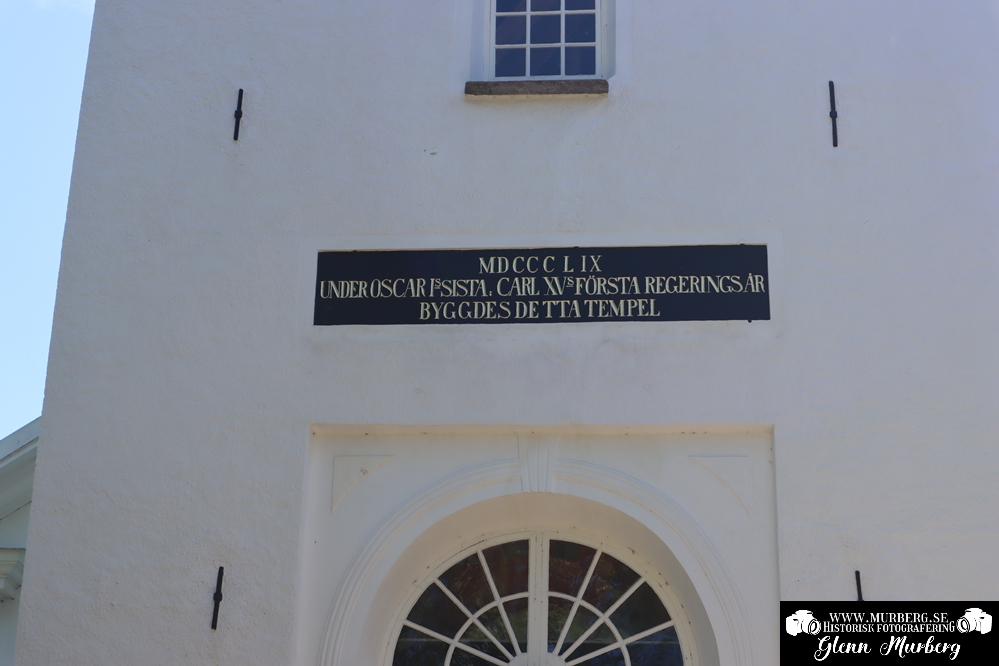 MDCCCLIX
UNDER OSCAR Is SISTA, CARL XVs FÖRSTA REGERINGSÅR
BYGGDES DETTA TEMPEL
WWW.MURBERG.SE
HISTORISK FOTOGRAFERING
Glenn Murberg